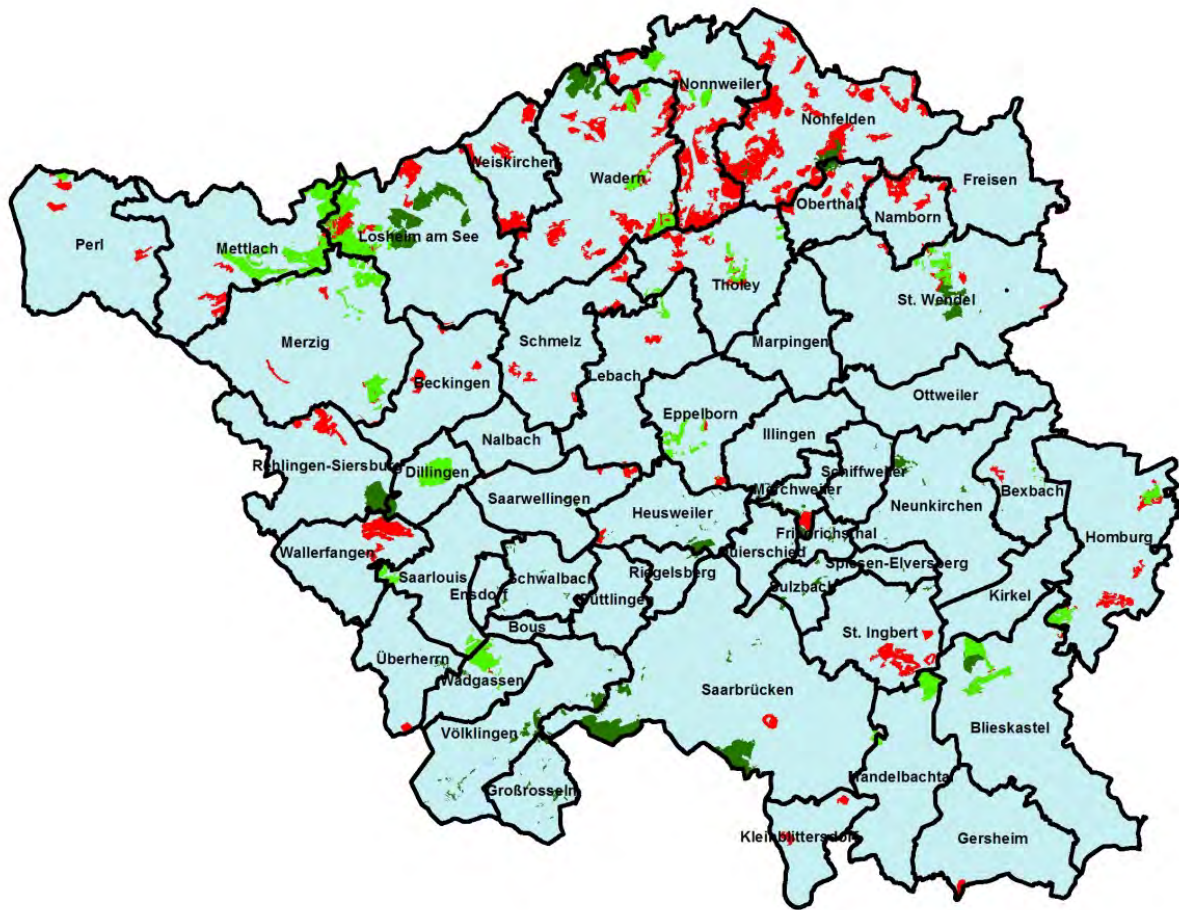 Nonnweiler
Nohfelden
Weiskirchen
Wadern
Freisen
Oberthal
Namborn
Perl
Mettlach
Losheim am See
Tholey
St. Wendel
Merzig
Schmelz
Marpingen
Beckingen
Lebach
Ottweiler
Eppelborn
Illingen
Nalbach
Rehlingen-Siersburg
Dillingen
Schiffweiler
Merchweiler
Bexbach
Saarwellingen
Neunkirchen
Heusweiler
Friedrichsthal
Homburg
Wallerfangen
Quierschied
Spiesen-Elversberg
Saarlouis
Schwalbach
Riegelsberg
Ensdorf
Püttlingen
Sulzbach
Kirkel
Bous
St. Ingbert
Überherrn
Wadgassen
Saarbrücken
Blieskastel
Völklingen
Mandelbachtal
Großrosseln
Kleinblittersdorf
Gersheim